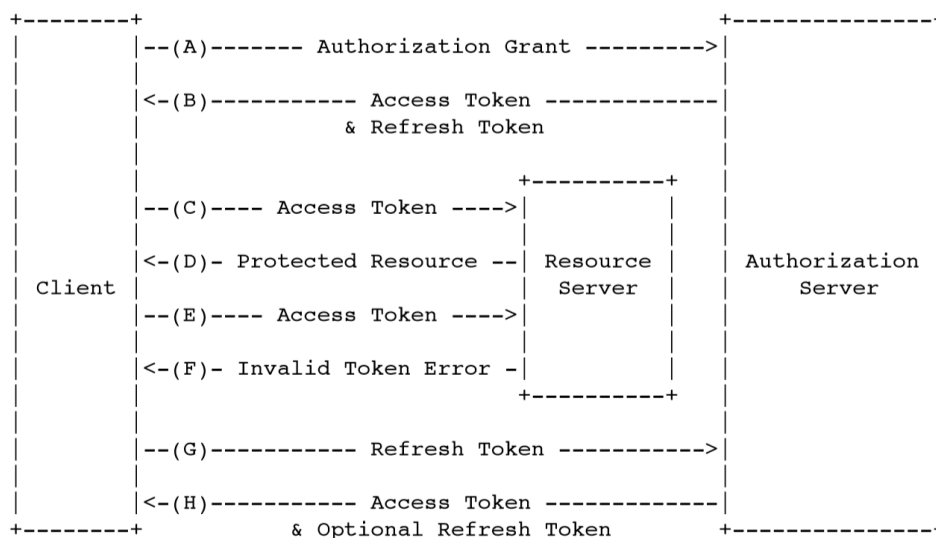 +--------+                                           +---------------+
|        |--(A)------- Authorization Grant --------->|               |
|        |                                           |               |
|        |<-(B)----------- Access Token -------------|               |
|        |               & Refresh Token             |               |
|        |                                           |               |
|        |                            +----------+   |               |
|        |--(C)---- Access Token ---->|          |   |               |
|        |                            |          |   |               |
|        |<-(D)- Protected Resource --| Resource |   | Authorization |
| Client |                            |  Server  |   |     Server    |
|        |--(E)---- Access Token ---->|          |   |               |
|        |                            |          |   |               |
|        |<-(F)- Invalid Token Error -|          |   |               |
|        |                            +----------+   |               |
|        |                                           |               |
|        |--(G)----------- Refresh Token ----------->|               |
|        |                                           |               |
|        |<-(H)----------- Access Token -------------|               |
+--------+           & Optional Refresh Token        +---------------+